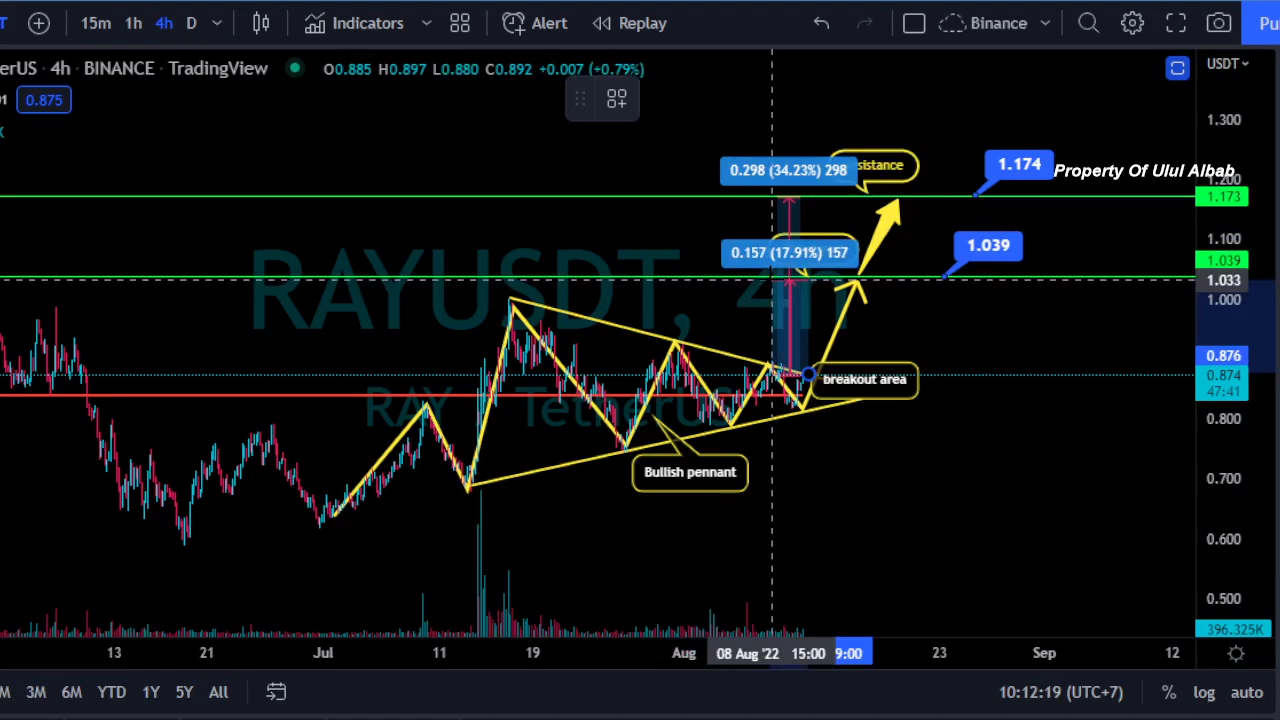 T 15m 1h 4h D Indicators Alert Replay Binance Pu
erUS · 4h · BINANCE · TradingView O0.885 H0.897 L0.880 C0.892 +0.007 (+0.79%) USDT
0.875
1.300
0.298 (34.23%) 298
sistance
1.174
Property Of Ulul Albab
1.200
1.173
0.157 (17.91%) 157
1.039
1.100
1.039
1.033
1.000
RAYUSDT, 4h
RAY / TetherUS
0.876
0.874
47:41
breakout area
0.800
Bullish pennant
0.700
0.600
0.500
396.325K
13 21 Jul 11 19 Aug 08 Aug '22 15:00 9:00 23 Sep 12
M 3M 6M YTD 1Y 5Y All 10:12:19 (UTC+7) % log auto